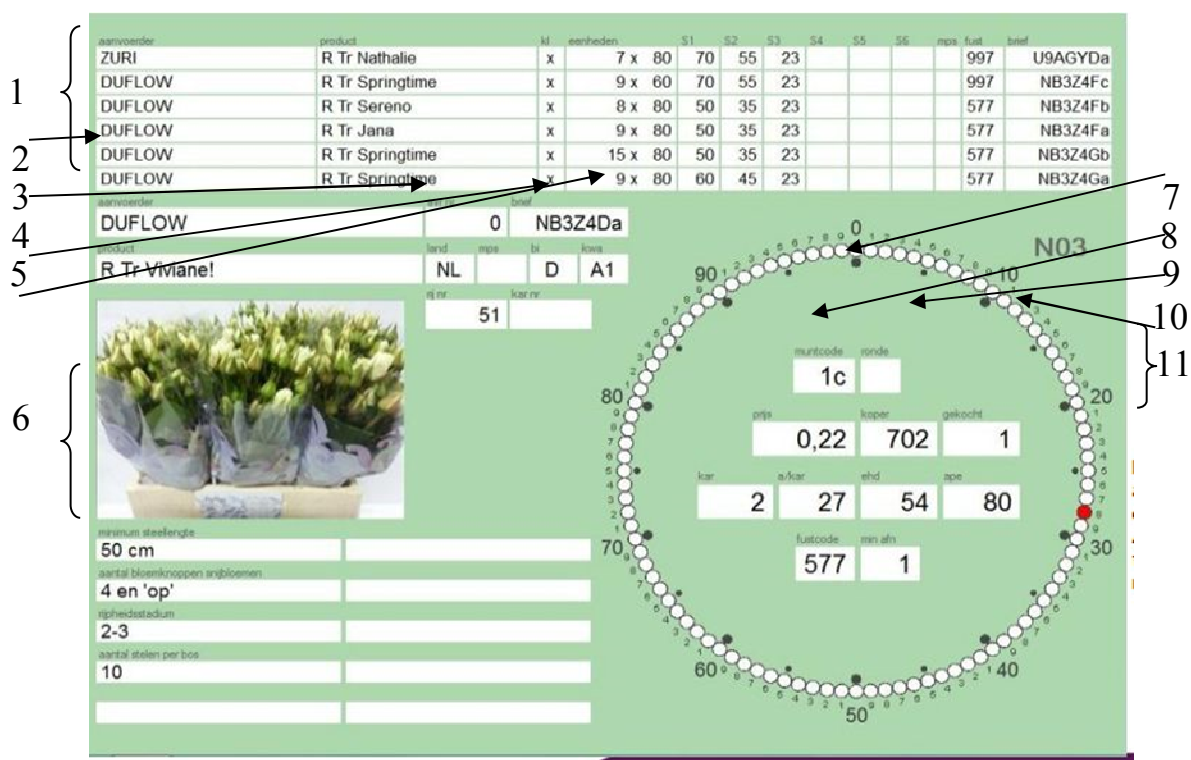 aanvoerder product kl eenheden S1 S2 S3 S4 S5 S6 mps fust brief
ZURI R Tr Nathalie x 7 x 80 70 55 23 997 U9AGYDa
DUFLOW R Tr Springtime x 9 x 60 70 55 23 997 NB3Z4Fc
DUFLOW R Tr Sereno x 8 x 80 50 35 23 577 NB3Z4Fb
DUFLOW R Tr Jana x 9 x 80 50 35 23 577 NB3Z4Fa
DUFLOW R Tr Springtime x 15 x 80 50 35 23 577 NB3Z4Gb
DUFLOW R Tr Springtime x 9 x 80 60 45 23 577 NB3Z4Ga
1
2
3
4
5
6
aanvoerder avr nr brief
DUFLOW 0 NB3Z4Da
product land mps bi kwa
R Tr Viviane! NL D A1
rij nr kar nr
51
minimum steellengte
50 cm
aantal bloemknoppen snijbloemen
4 en 'op'
rijpheidsstadium
2-3
aantal stelen per bos
10
N03
0
10
20
30
40
50
60
70
80
90
muntcode ronde
1c
prijs koper gekocht
0,22 702 1
kar a/kar ehd ape
2 27 54 80
fustcode min afn
577 1
7
8
9
10
11